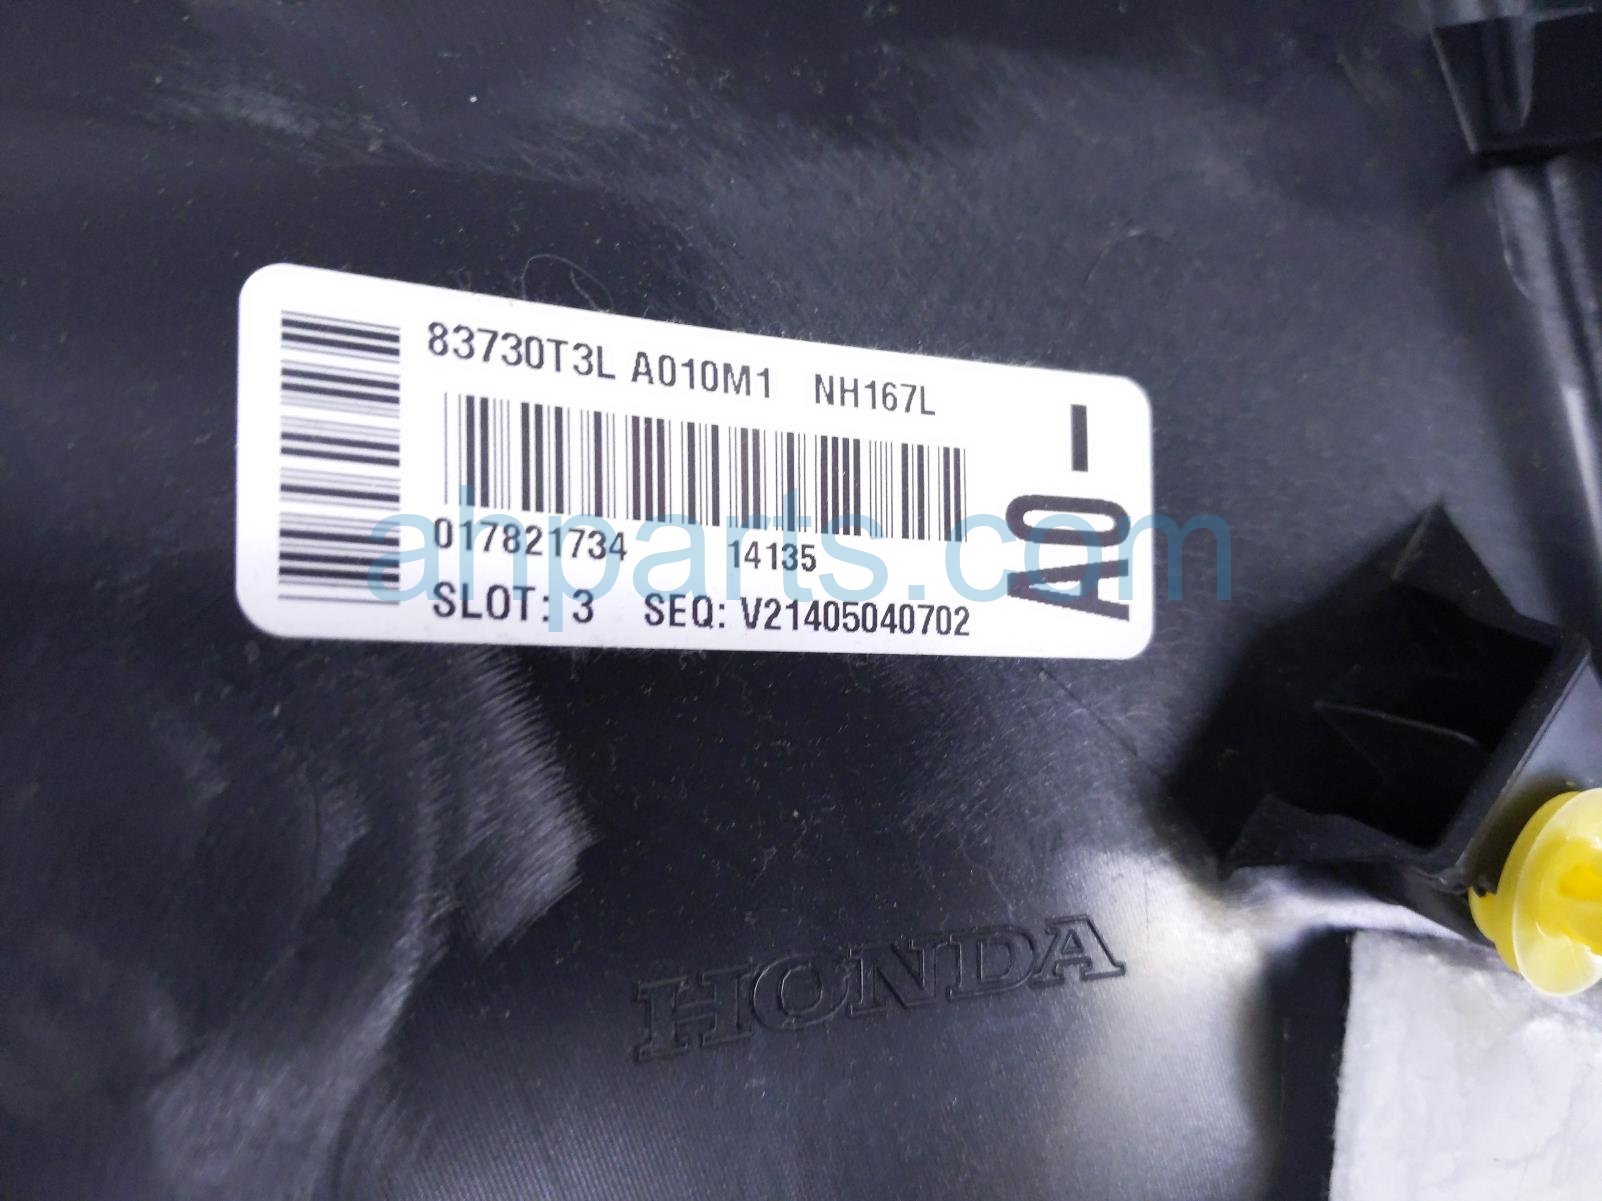 83730T3L A010M1 NH167L
017821734 14135
SLOT: 3 SEQ: V21405040702
A0-
ahparts.com
HONDA